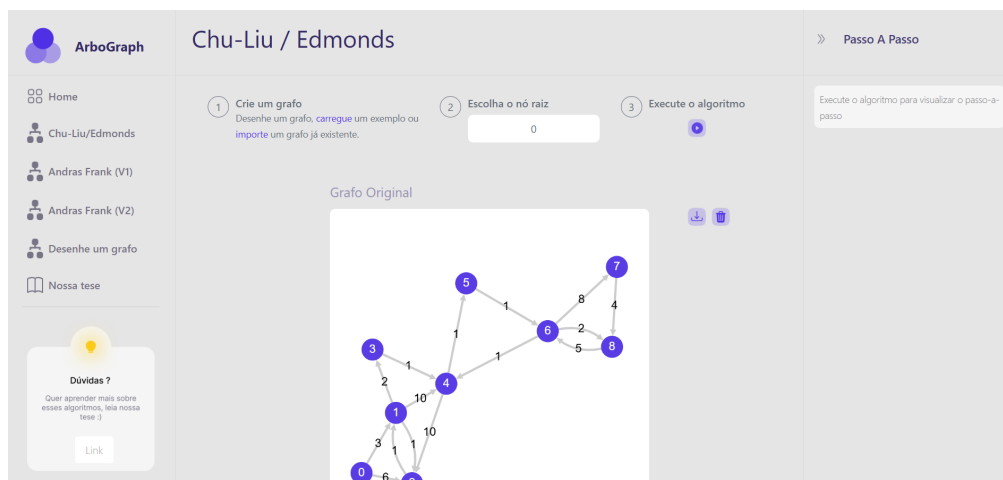 ArboGraph
Home
Chu-Liu/Edmonds
Andras Frank (V1)
Andras Frank (V2)
Desenhe um grafo
Nossa tese
Dúvidas ?
Quer aprender mais sobre
esses algoritmos, leia nossa
tese :)
Link
Chu-Liu / Edmonds
1
Crie um grafo
Desenhe um grafo, carregue um exemplo ou
importe um grafo já existente.
2
Escolha o nó raiz
0
3
Execute o algoritmo
Grafo Original
7
5
8
4
1
6
2
8
5
1
3
1
1
4
2
10
1
10
3
1
1
0
6
Passo A Passo
Execute o algoritmo para visualizar o passo-a-
passo